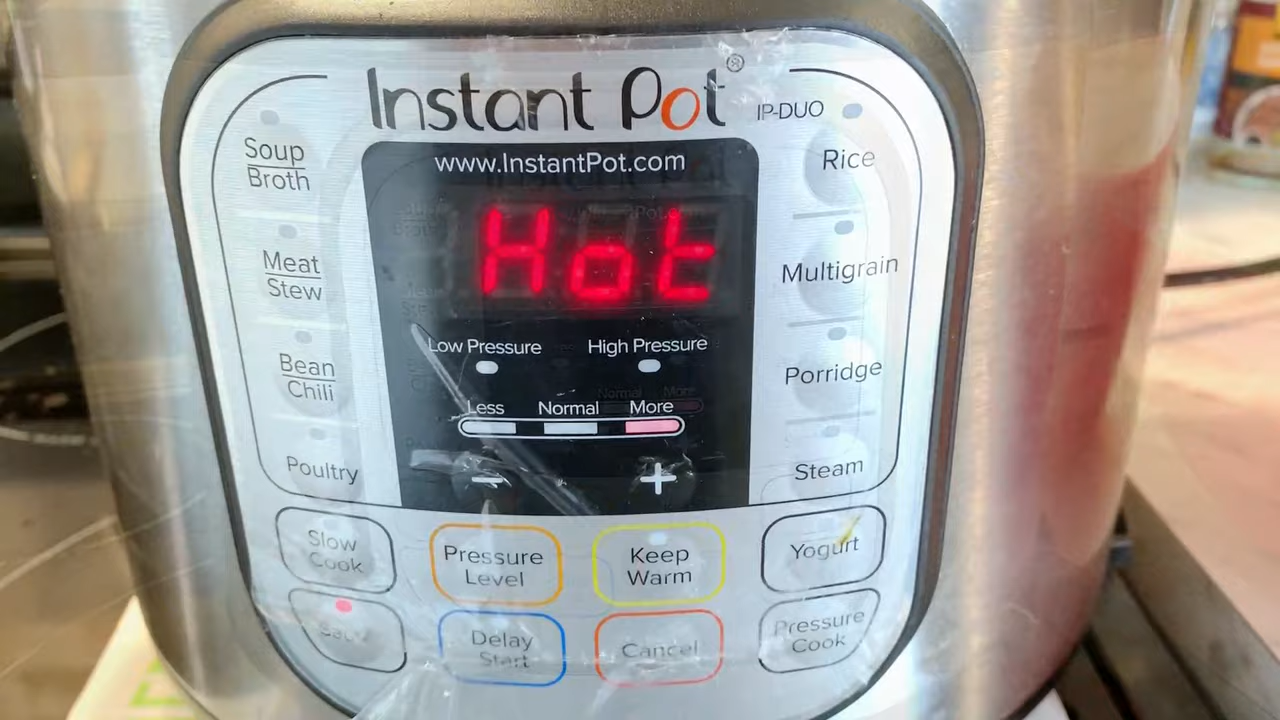 Instant Pot®
IP-DUO
www.InstantPot.com
Hot
Low Pressure
High Pressure
Less
Normal
More
−
+
Soup
Broth
Meat
Stew
Bean
Chili
Poultry
Rice
Multigrain
Porridge
Steam
Slow
Cook
Pressure
Level
Keep
Warm
Yogurt
Delay
Start
Cancel
Pressure
Cook